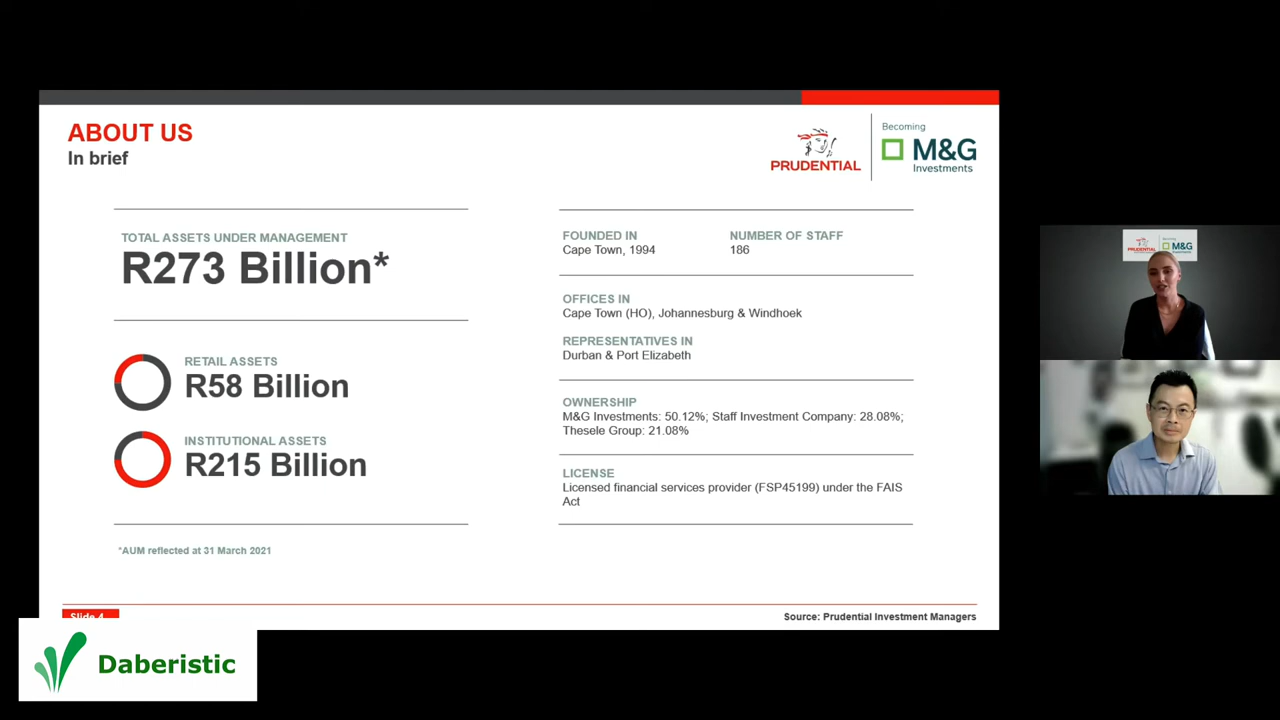 ABOUT US
In brief
PRUDENTIAL
Becoming
M&G
Investments
TOTAL ASSETS UNDER MANAGEMENT
R273 Billion*
RETAIL ASSETS
R58 Billion
INSTITUTIONAL ASSETS
R215 Billion
*AUM reflected at 31 March 2021
FOUNDED IN
Cape Town, 1994
NUMBER OF STAFF
186
OFFICES IN
Cape Town (HO), Johannesburg & Windhoek
REPRESENTATIVES IN
Durban & Port Elizabeth
OWNERSHIP
M&G Investments: 50.12%; Staff Investment Company: 28.08%;
Thesele Group: 21.08%
LICENSE
Licensed financial services provider (FSP45199) under the FAIS
Act
Slide 4
Source: Prudential Investment Managers
PRUDENTIAL
M&G
Daberistic